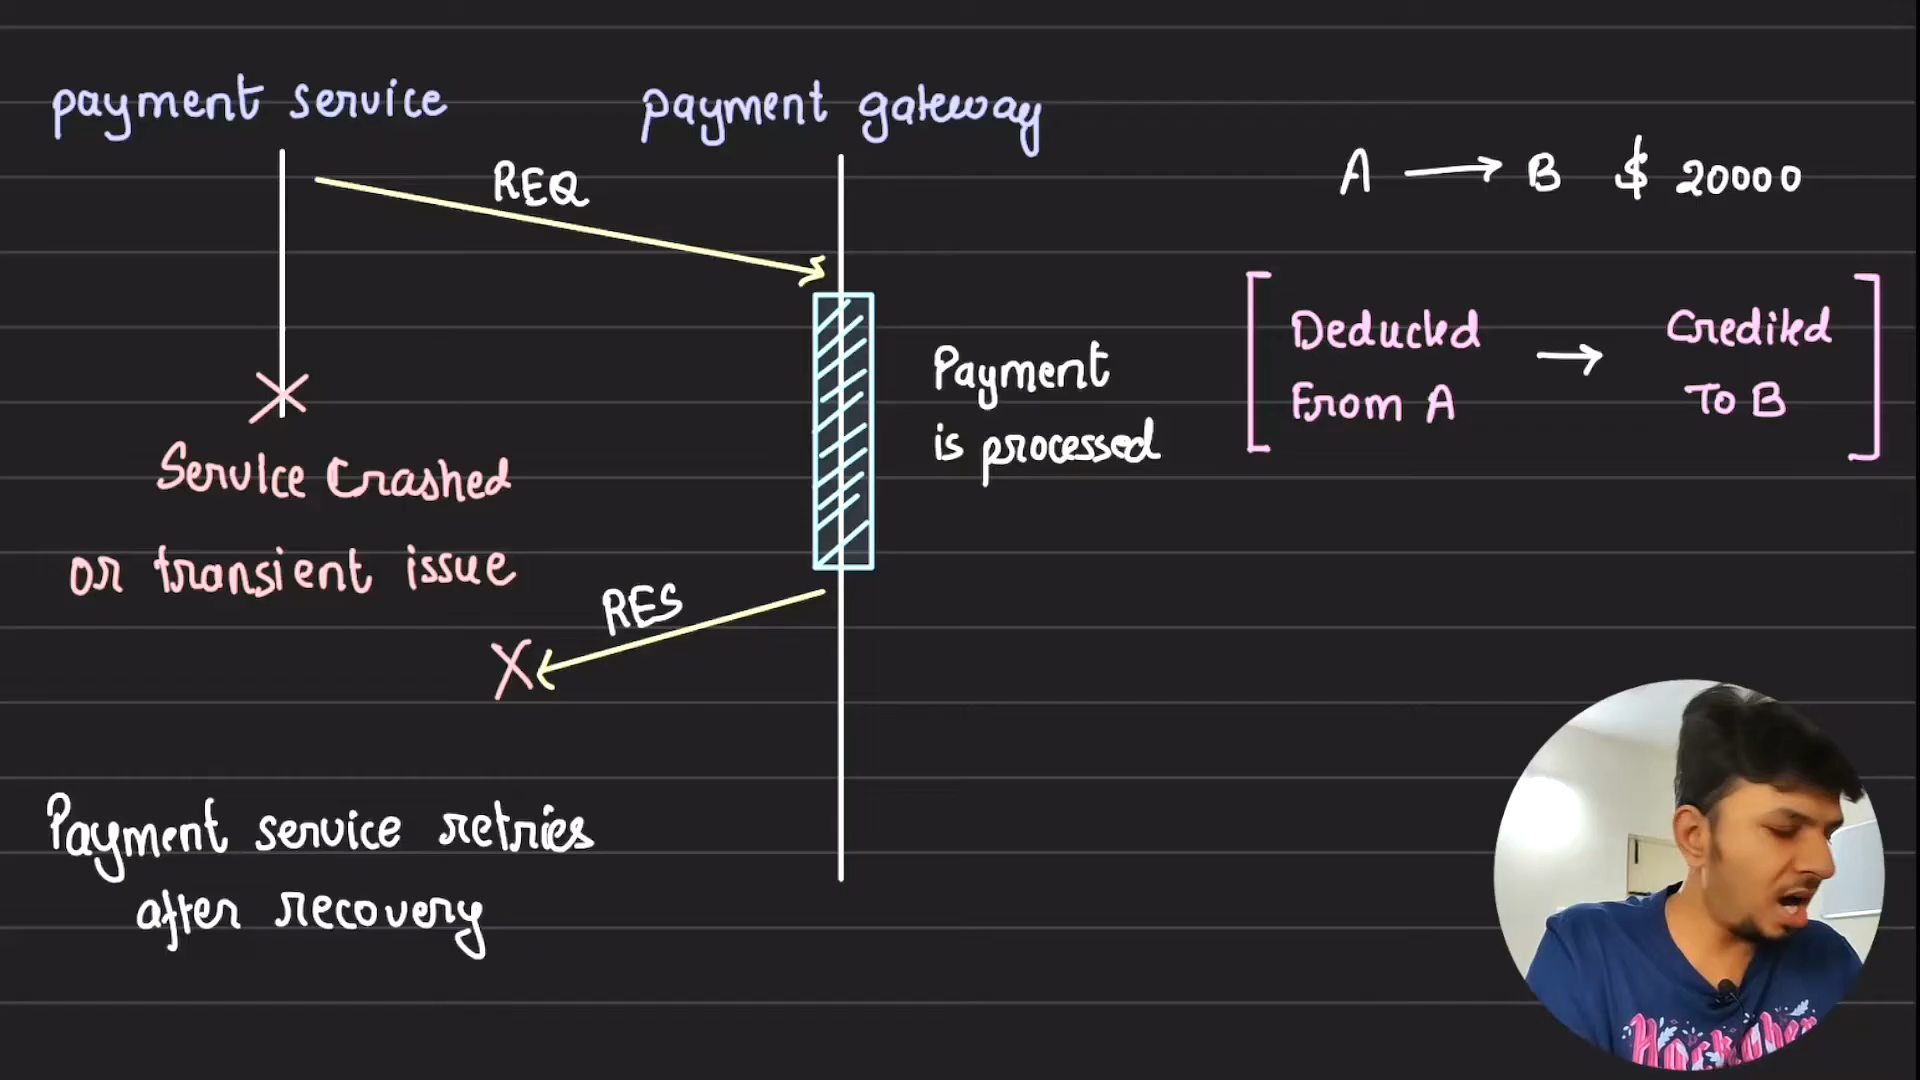 payment service
payment gateway
REQ
A → B $ 20000
Deducted From A → Credited To B
Payment
is processed
Service Crashed
or transient issue
RES
X
Payment service retries
after recovery